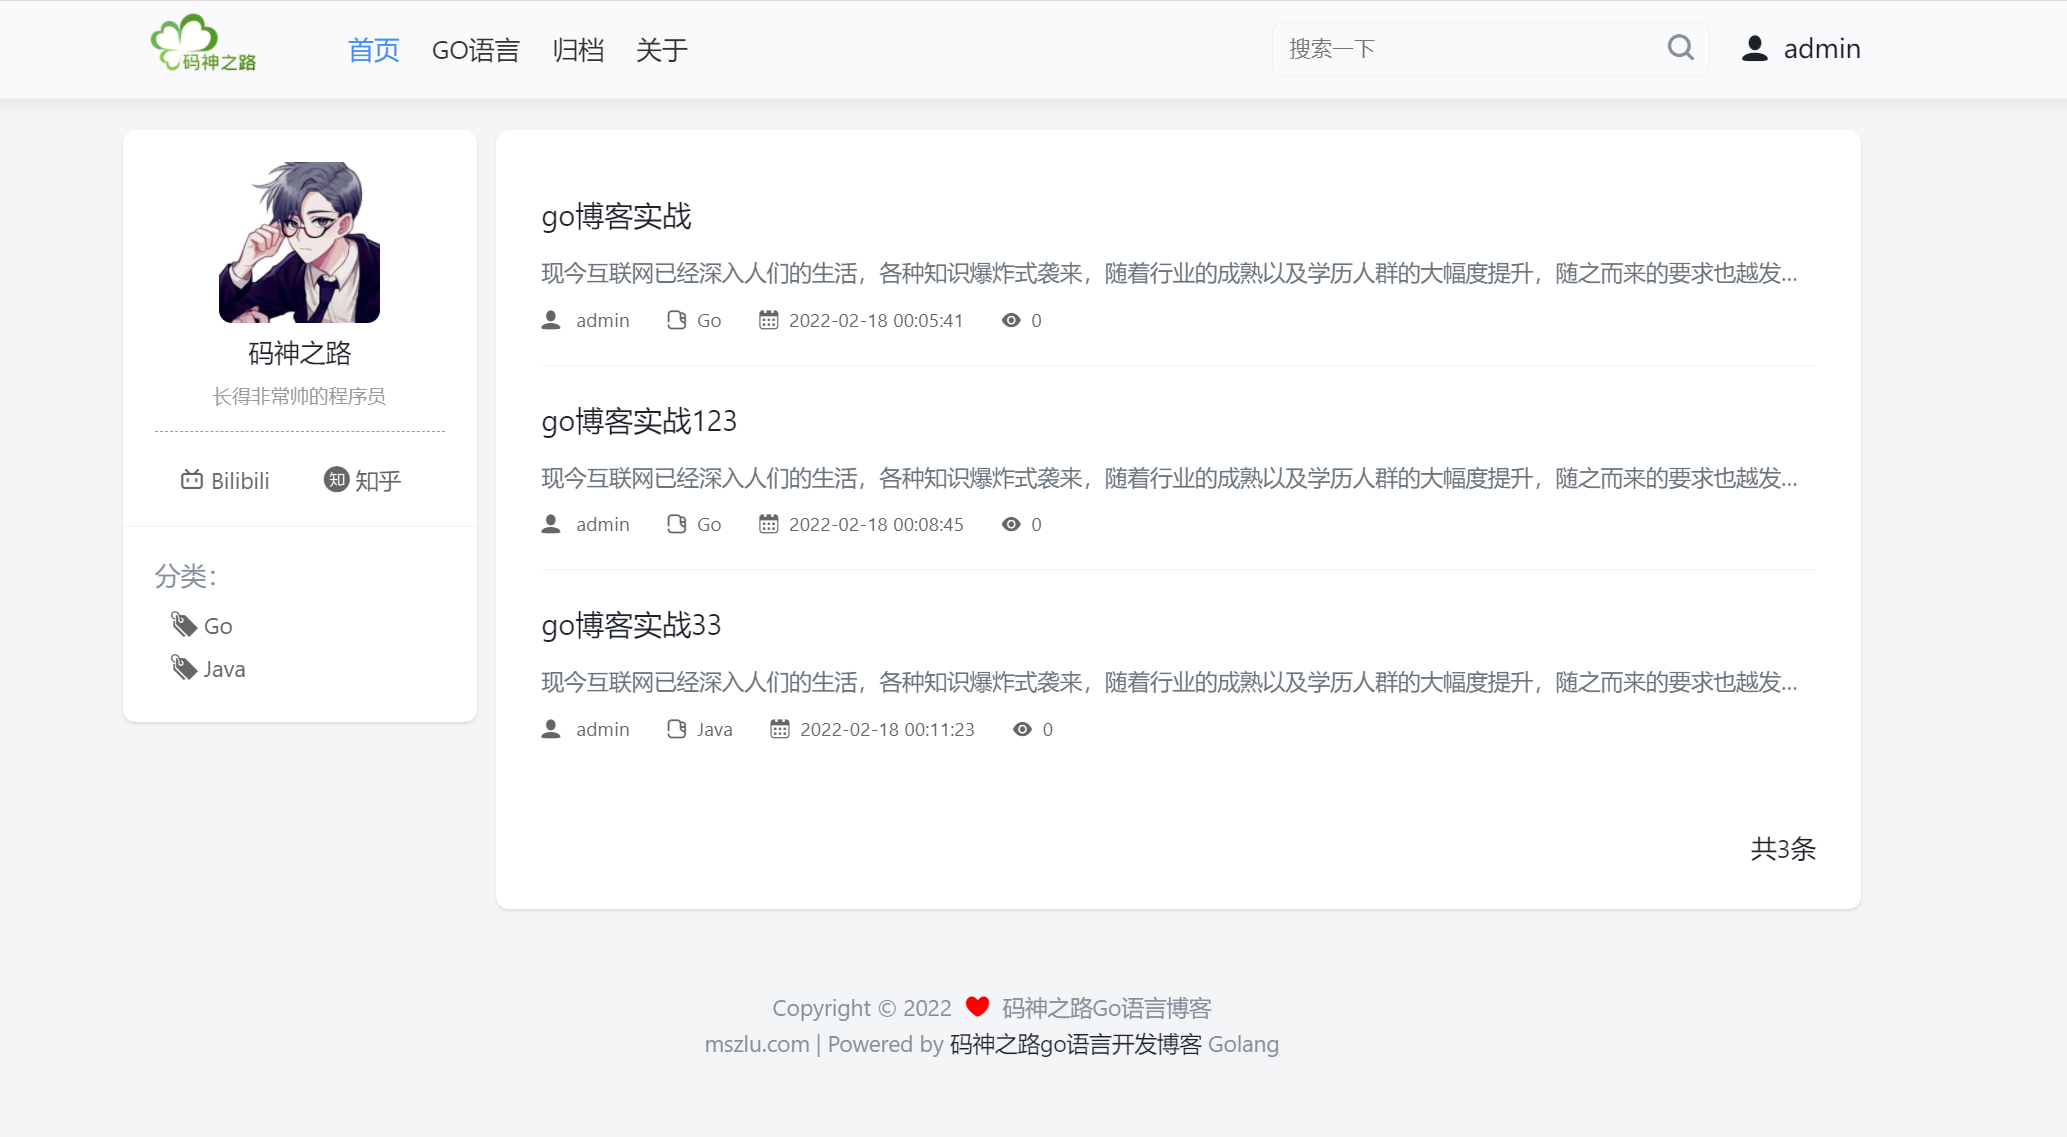 码神之路
首页 GO语言 归档 关于
搜索一下
admin
码神之路
长得非常帅的程序员
Bilibili 知 知乎
分类：
Go
Java
go博客实战
现今互联网已经深入人们的生活，各种知识爆炸式袭来，随着行业的成熟以及学历人群的大幅度提升，随之而来的要求也越发...
admin Go 2022-02-18 00:05:41 0
go博客实战123
现今互联网已经深入人们的生活，各种知识爆炸式袭来，随着行业的成熟以及学历人群的大幅度提升，随之而来的要求也越发...
admin Go 2022-02-18 00:08:45 0
go博客实战33
现今互联网已经深入人们的生活，各种知识爆炸式袭来，随着行业的成熟以及学历人群的大幅度提升，随之而来的要求也越发...
admin Java 2022-02-18 00:11:23 0
共3条
Copyright © 2022 ❤ 码神之路Go语言博客
mszlu.com | Powered by 码神之路go语言开发博客 Golang